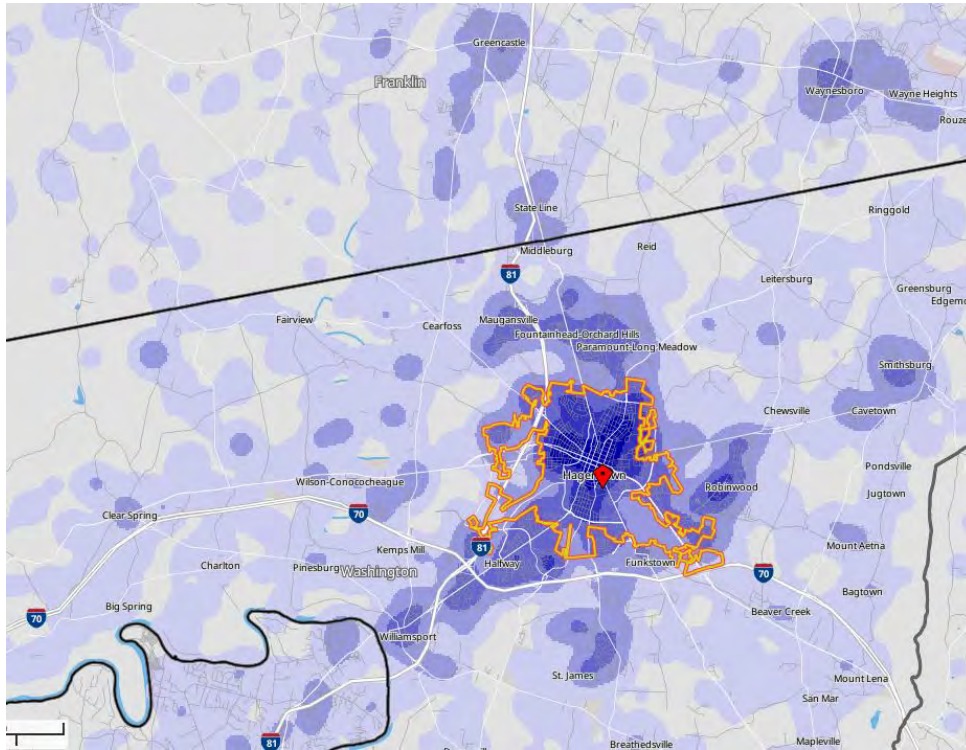 Greencastle
Franklin
Waynesboro
Wayne Heights
State Line
Ringgold
Middleburg
Reid
81
Leitersburg
Greensburg
Fairview
Maugansville
Cearfoss
Fountainhead-Orchard Hills
Paramount-Long Meadow
Smithsburg
Chewsville
Cavetown
Pondsville
Wilson-Conococheague
Robinwood
Jugtown
Clear Spring
70
Kemps Mill
81
Mount Aetna
Charlton
Pinesburg
Washington
Halfway
Funkstown
70
Bagtown
Big Spring
70
Beaver Creek
Williamsport
St. James
Mount Lena
San Mar
81
Breathedsville
Mapleville